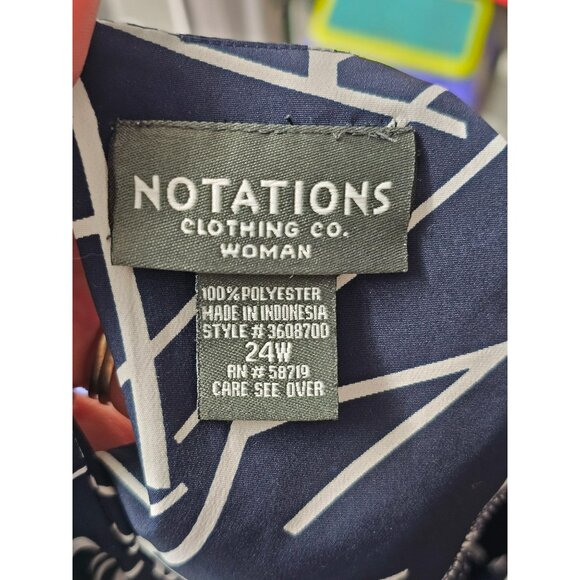 NOTATIONS
CLOTHING CO.
WOMAN
100% POLYESTER
MADE IN INDONESIA
STYLE # 3608700
24W
RN # 58719
CARE SEE OVER